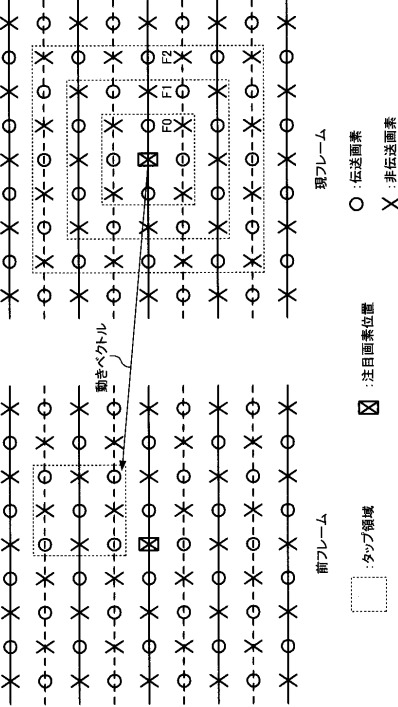 F0
F1
F2
動きベクトル
前フレーム
現フレーム
:タップ領域
:注目画素位置
:伝送画素
:非伝送画素